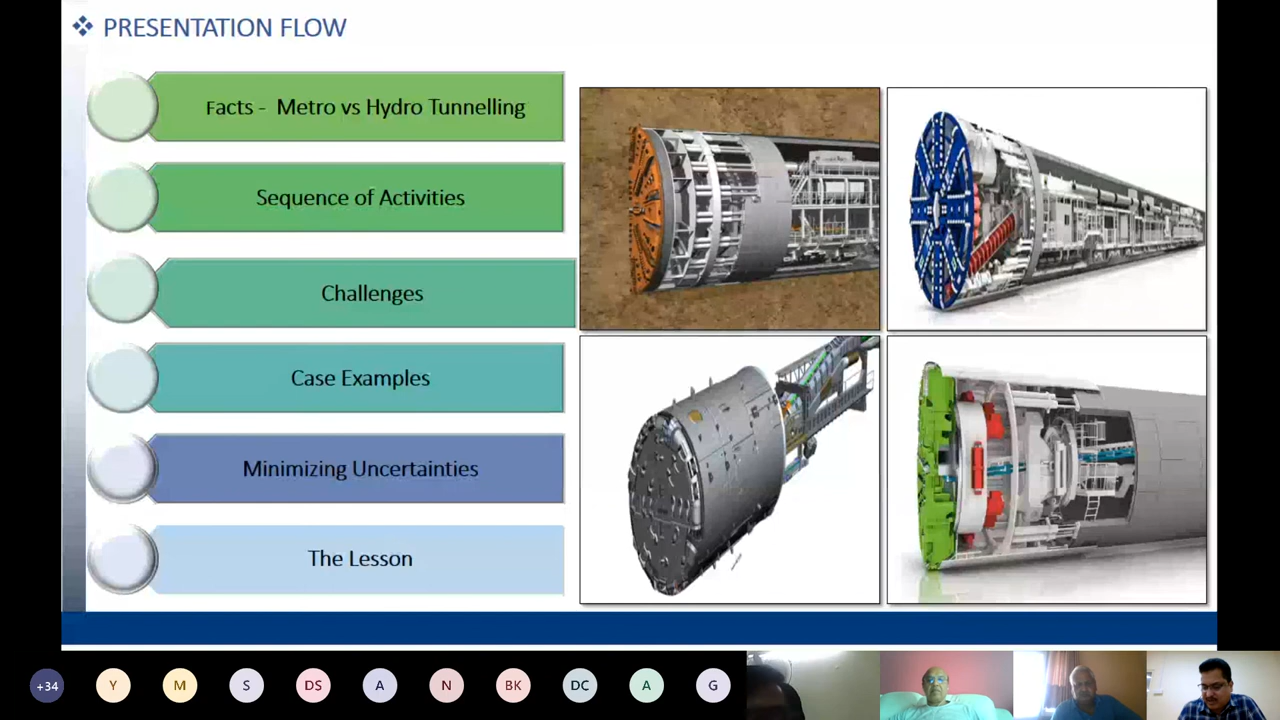 PRESENTATION FLOW
Facts - Metro vs Hydro Tunnelling
Sequence of Activities
Challenges
Case Examples
Minimizing Uncertainties
The Lesson
+34 Y M S DS A N BK DC A G